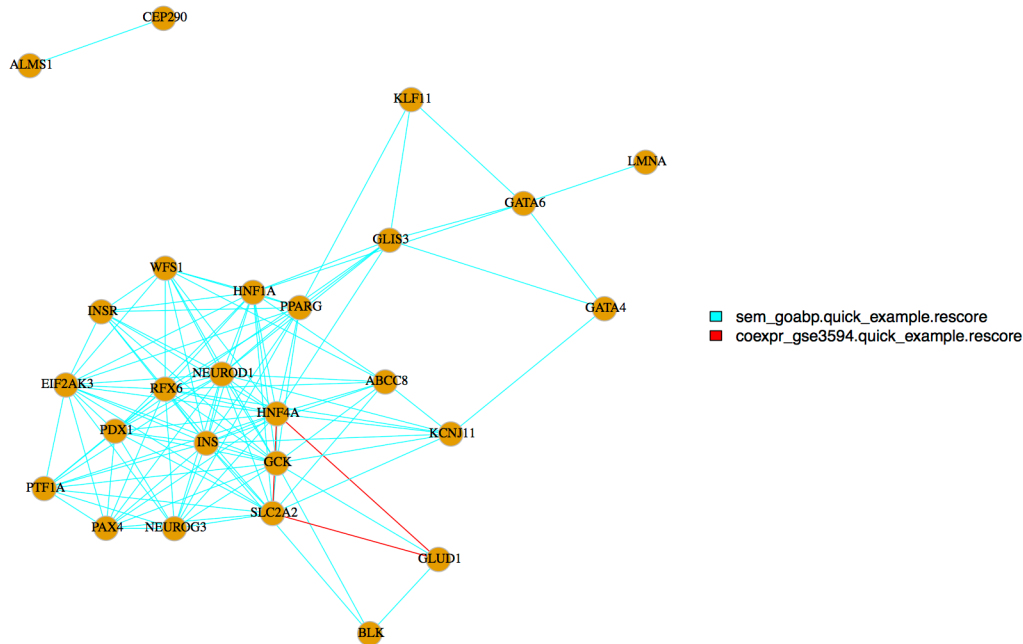 CEP290
ALMS1
KLF11
LMNA
GATA6
GLIS3
WFS1
HNF1A
PPARG
INSR
GATA4
sem_goabp.quick_example.rescore
coexpr_gse3594.quick_example.rescore
NEUROD1
ABCC8
EIF2AK3
RFX6
HNF4A
PDX1
INS
KCNJ11
GCK
PTF1A
SLC2A2
PAX4
NEUROG3
GLUD1
BLK